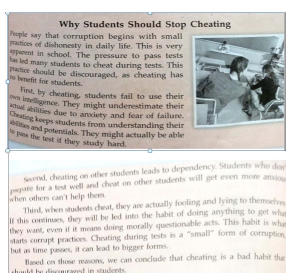 Why Students Should Stop Cheating
People say that corruption begins with small
practices of dishonesty in daily life. This is very
apparent in school. The pressure to pass tests
has led many students to cheat during tests. This
practice should be discouraged, as cheating has
no benefit for students.
First, by cheating, students fail to use their
own intelligence. They might underestimate their
actual abilities due to anxiety and fear of failure.
Cheating keeps students from understanding their
abilities and potentials. They might actually be able
to pass the test if they study hard.
Second, cheating on other students leads to dependency. Students who don't
prepare for a test well and cheat on other students will get even more anxious
when others can't help them.
Third, when students cheat, they are actually fooling and lying to themselves
If this continues, they will be led into the habit of doing anything to get what
they want, even if it means doing morally questionable acts. This habit is what
starts corrupt practices. Cheating during tests is a "small" form of corruption,
but as time passes, it can lead to bigger forms.
Based on those reasons, we can conclude that cheating is a bad habit that
should be discouraged in students.